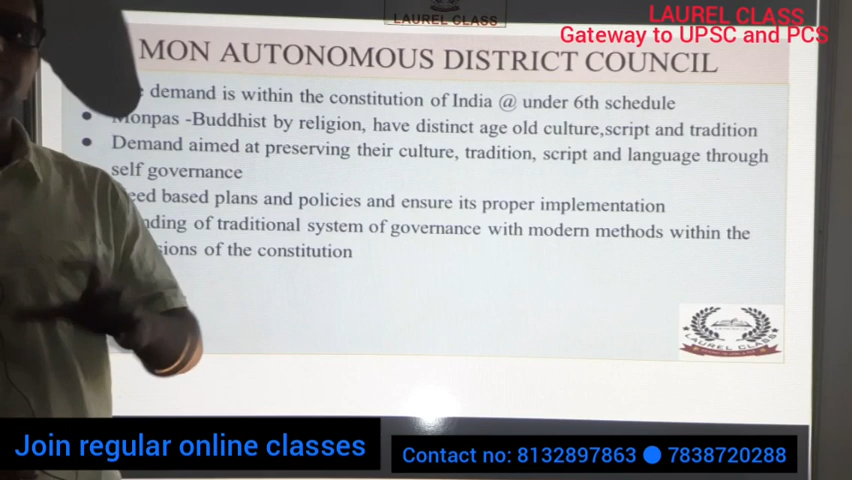 LAUREL CLASS
LAUREL CLASS
Gateway to UPSC and PCS
MON AUTONOMOUS DISTRICT COUNCIL
demand is within the constitution of India @ under 6th schedule
Monpas -Buddhist by religion, have distinct age old culture,script and tradition
Demand aimed at preserving their culture, tradition, script and language through
self governance
based plans and policies and ensure its proper implementation
of traditional system of governance with modern methods within the
of the constitution
LAUREL CLASS
Join regular online classes
Contact no: 8132897863 🔵 7838720288